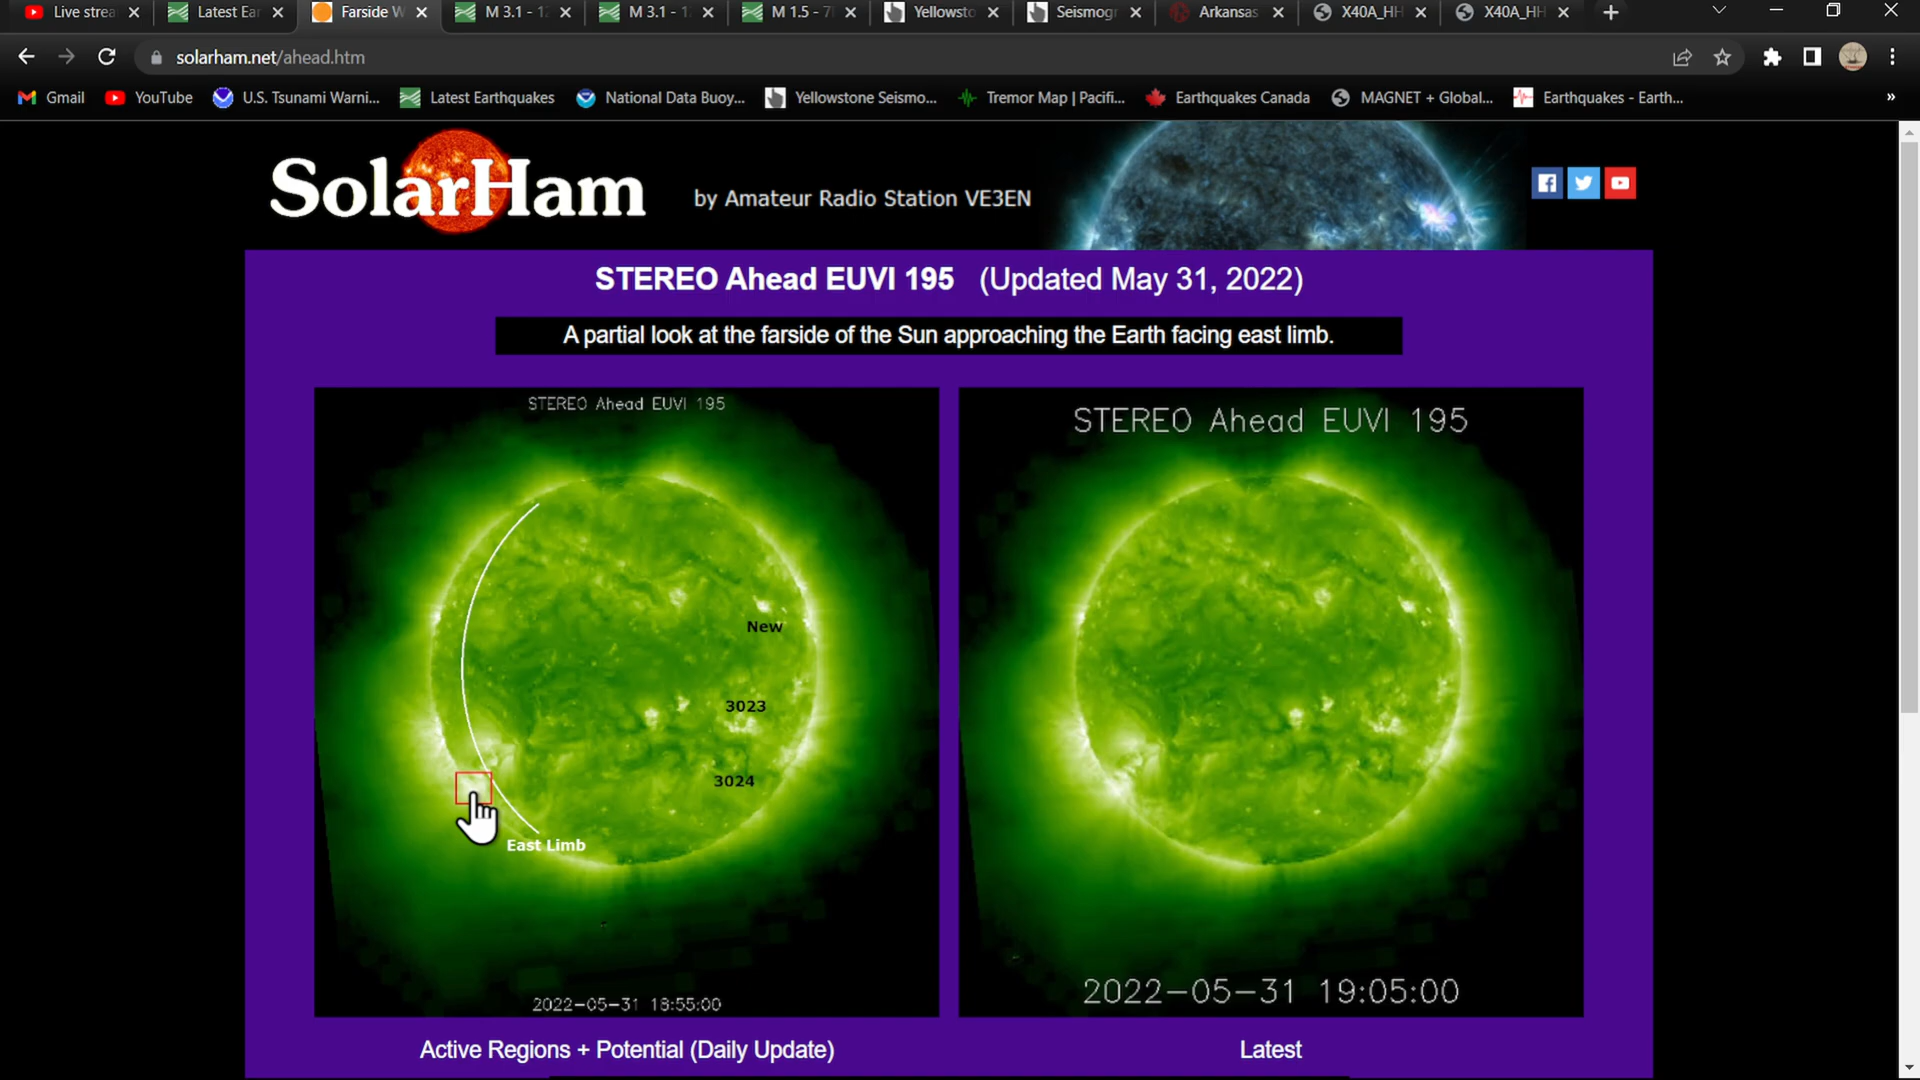 Live strea
Latest Ear
Farside W
M 3.1 - 12
M 3.1 - 1
M 1.5 - 7
Yellowsto
Seismogr
Arkansas
X40A_HH
X40A_HH
solarham.net/ahead.htm
Gmail
YouTube
U.S. Tsunami Warni...
Latest Earthquakes
National Data Buoy...
Yellowstone Seismo...
Tremor Map | Pacifi...
Earthquakes Canada
MAGNET + Global...
Earthquakes - Earth...
»
SolarHam
by Amateur Radio Station VE3EN
STEREO Ahead EUVI 195 (Updated May 31, 2022)
A partial look at the farside of the Sun approaching the Earth facing east limb.
STEREO Ahead EUVI 195
New
3023
3024
East Limb
2022-05-31 18:55:00
STEREO Ahead EUVI 195
2022-05-31 19:05:00
Active Regions + Potential (Daily Update)
Latest